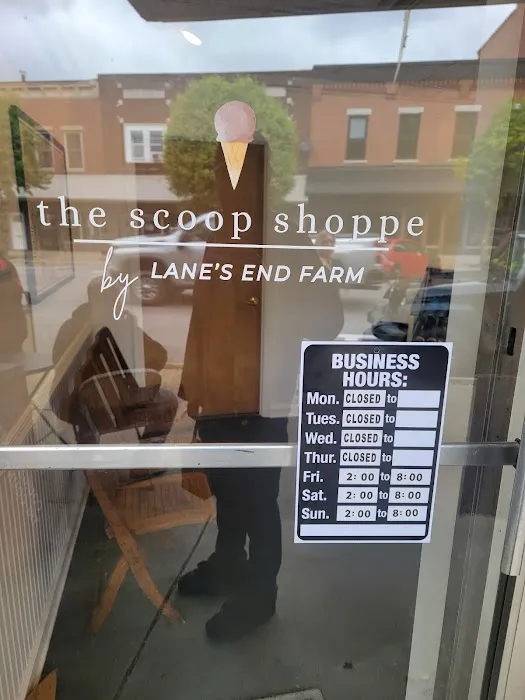 the scoop shoppe
by LANE'S END FARM
BUSINESS
HOURS:
Mon. CLOSED to
Tues. CLOSED to
Wed. CLOSED to
Thur. CLOSED to
Fri. 2:00 to 8:00
Sat. 2:00 to 8:00
Sun. 2:00 to 8:00